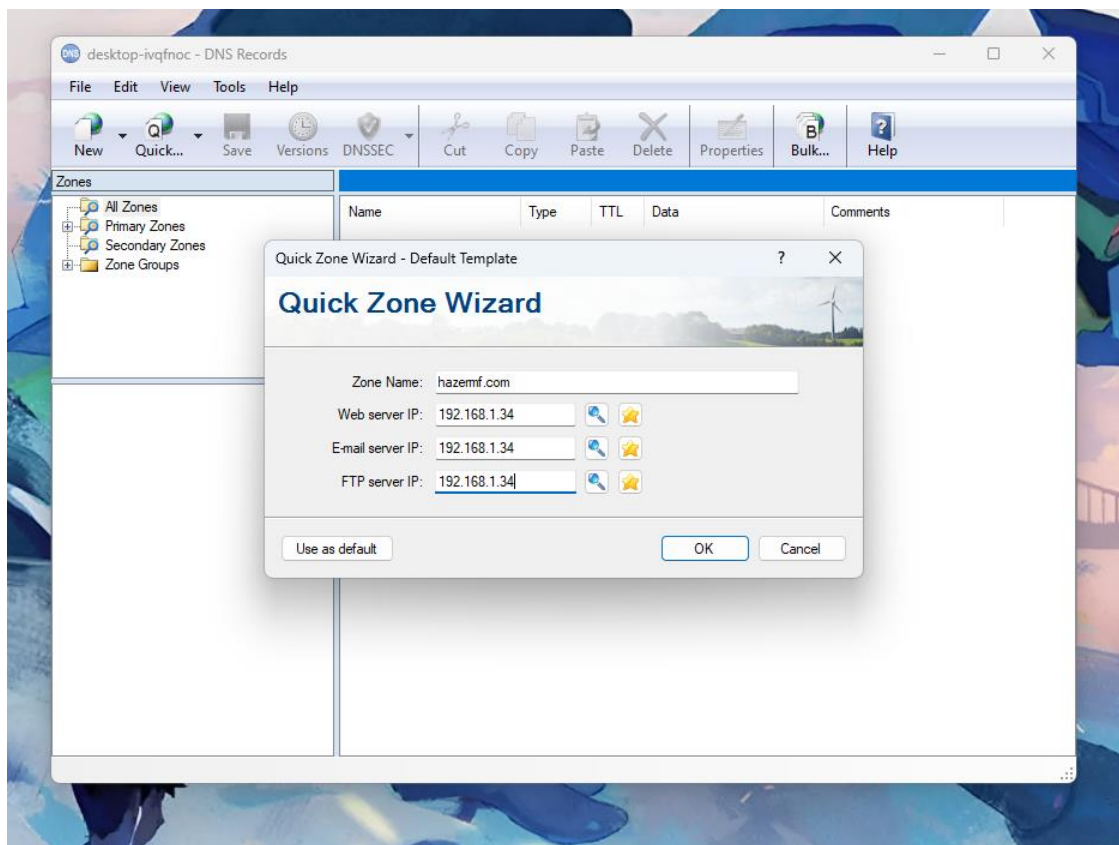 DNS desktop-ivqfnoc - DNS Records
File Edit View Tools Help
New Q Quick... Save Versions DNSSEC Cut Copy Paste Delete Properties B Bulk... ? Help
Zones
All Zones
Primary Zones
Secondary Zones
Zone Groups
Name Type TTL Data Comments
Quick Zone Wizard - Default Template ?
Quick Zone Wizard
Zone Name: hazemf.com
Web server IP: 192.168.1.34
E-mail server IP: 192.168.1.34
FTP server IP: 192.168.1.34
Use as default OK Cancel